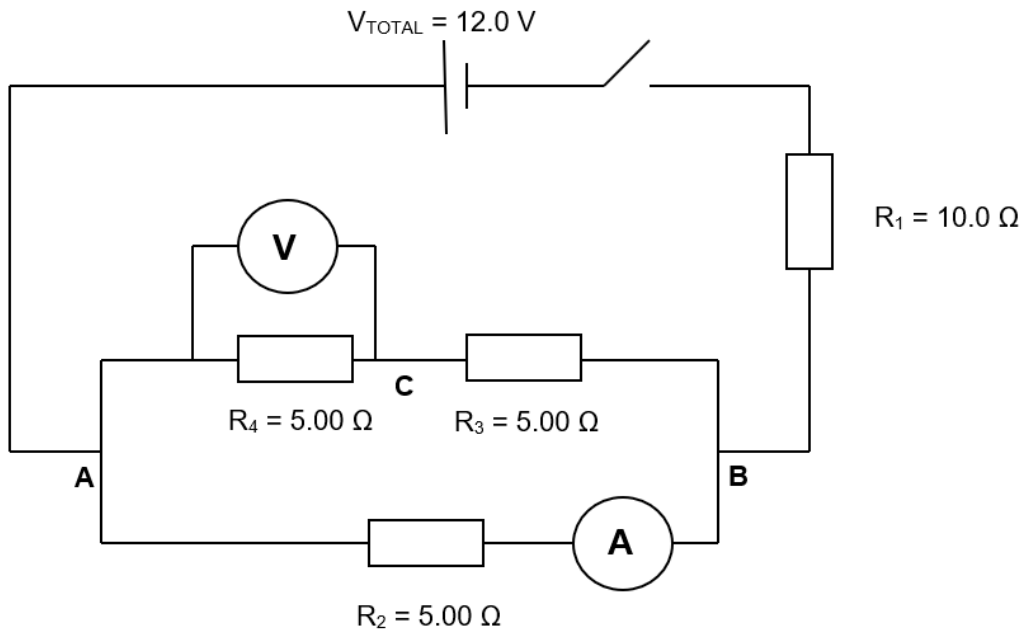 V_TOTAL = 12.0 V
R₁ = 10.0 Ω
V
C
R₄ = 5.00 Ω
R₃ = 5.00 Ω
A
B
A
R₂ = 5.00 Ω